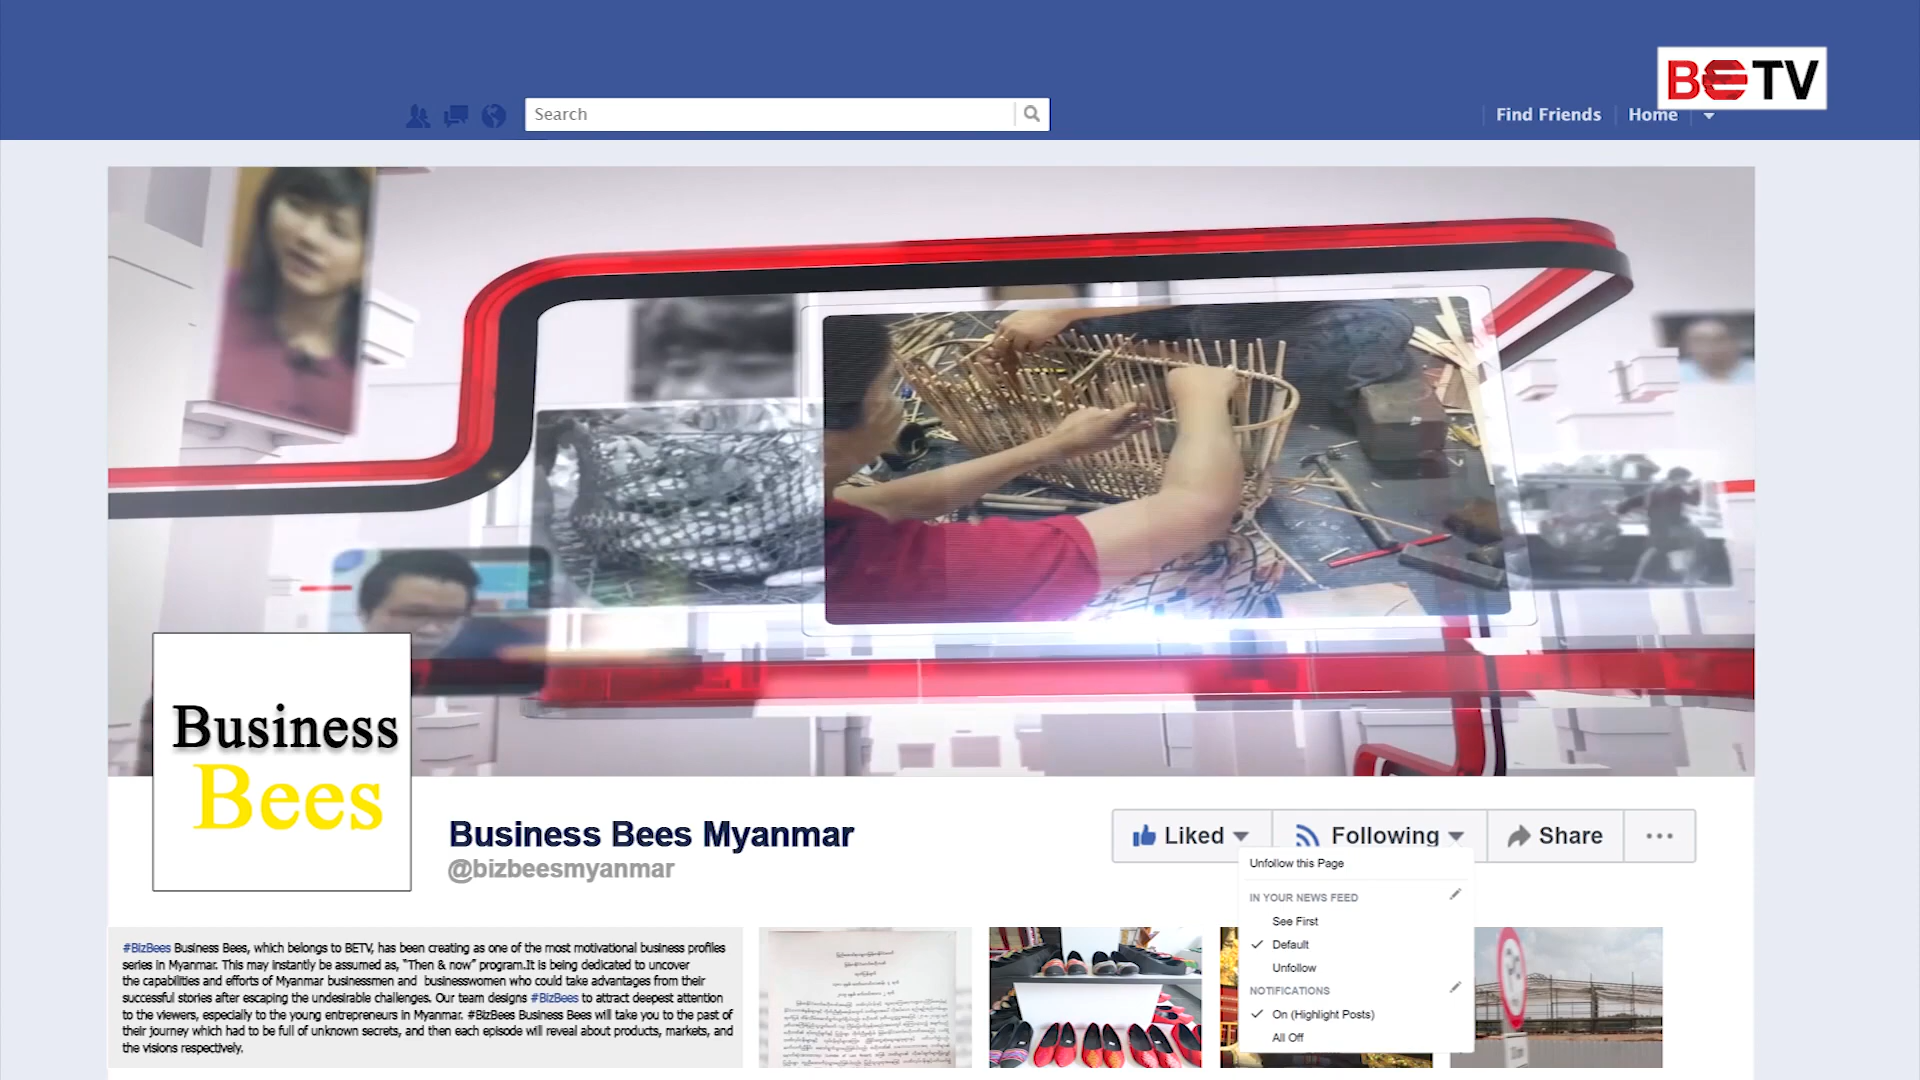 BETV
Search
Find Friends
Home
Business
Bees
Business Bees Myanmar
@bizbeesmyanmar
Liked
Following
Share
Unfollow this Page
IN YOUR NEWS FEED
See First
Default
Unfollow
NOTIFICATIONS
On (Highlight Posts)
All Off
#BizBees Business Bees, which belongs to BETV, has been creating as one of the most motivational business profiles
series in Myanmar. This may instantly be assumed as, "Then & now" program.It is being dedicated to uncover
the capabilities and efforts of Myanmar businessmen and businesswomen who could take advantages from their
successful stories after escaping the undesirable challenges. Our team designs #BizBees to attract deepest attention
to the viewers, especially to the young entrepreneurs in Myanmar. #BizBees Business Bees will take you to the past of
their journey which had to be full of unknown secrets, and then each episode will reveal about products, markets, and
the visions respectively.